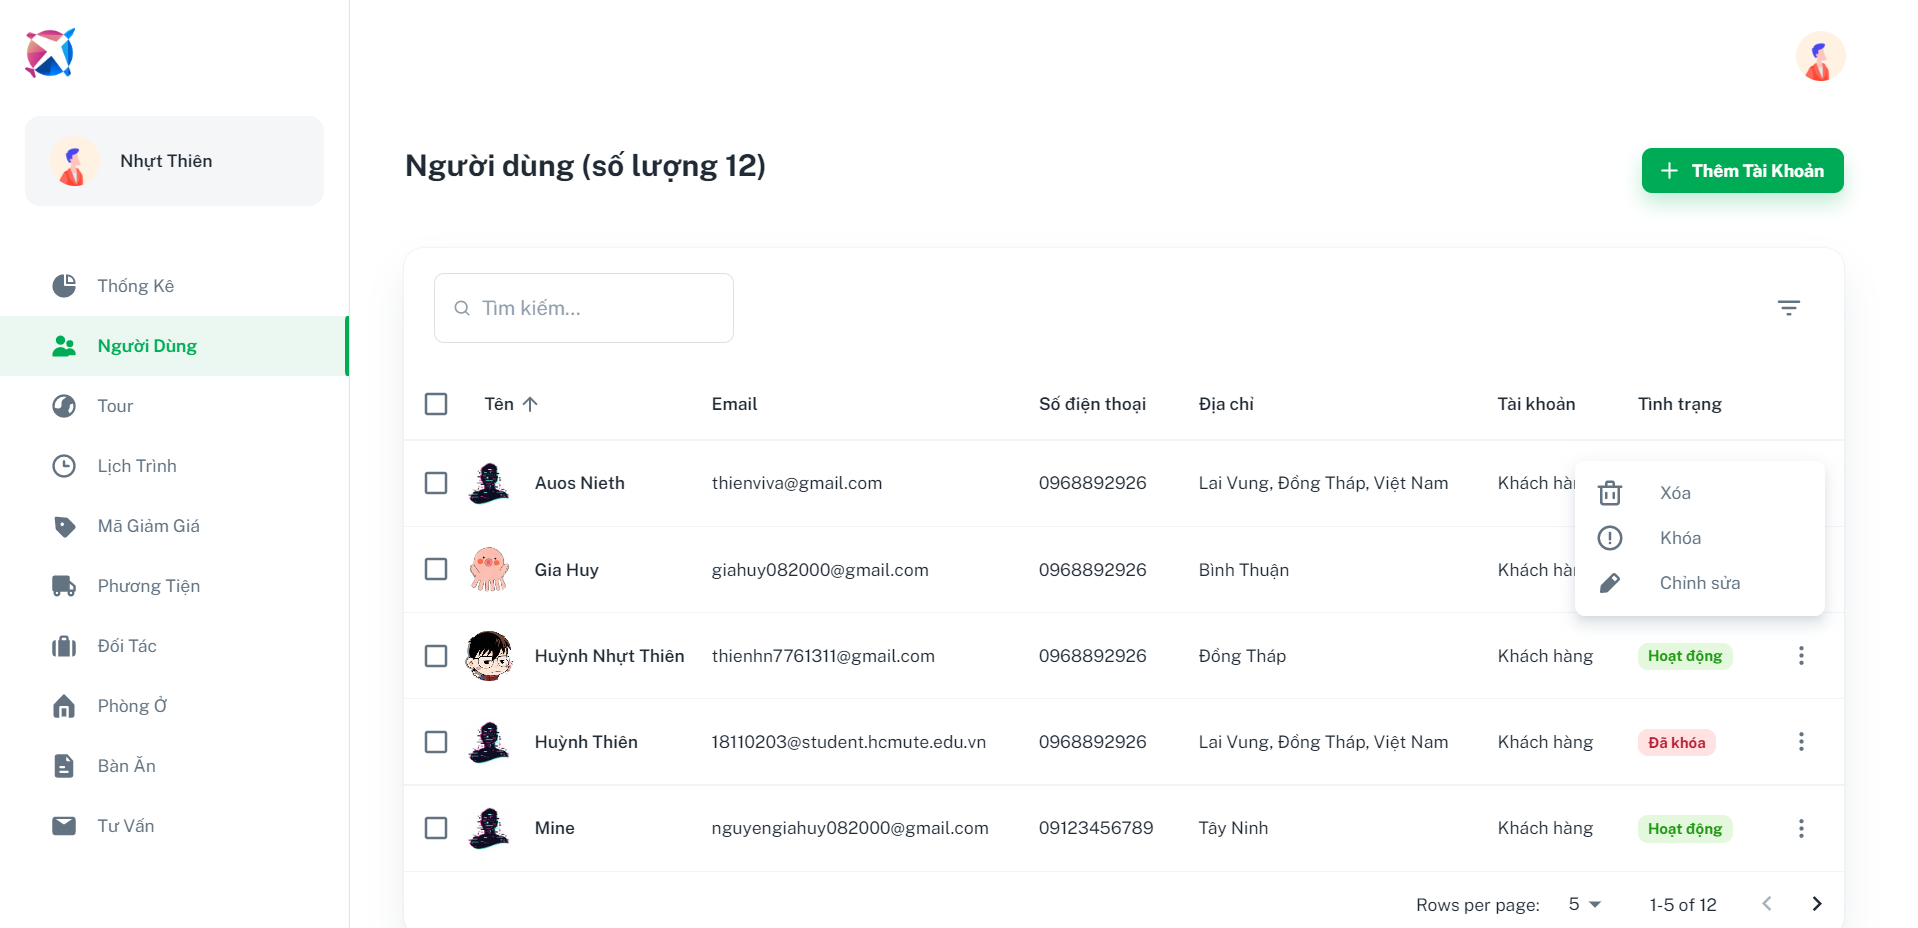 Nhựt Thiên
Thống Kê
Người Dùng
Tour
Lịch Trình
Mã Giảm Giá
Phương Tiện
Đối Tác
Phòng Ở
Bàn Ăn
Tư Vấn
Người dùng (số lượng 12)
Thêm Tài Khoản
Tìm kiếm...
Tên Email Số điện thoại Địa chỉ Tài khoản Tình trạng
Auos Nieth thienviva@gmail.com 0968892926 Lai Vung, Đồng Tháp, Việt Nam Khách hàn
Gia Huy giahuy082000@gmail.com 0968892926 Bình Thuận Khách hàn
Xóa
Khóa
Chỉnh sửa
Huỳnh Nhựt Thiên thienhn7761311@gmail.com 0968892926 Đồng Tháp Khách hàng Hoạt động
Huỳnh Thiên 18110203@student.hcmute.edu.vn 0968892926 Lai Vung, Đồng Tháp, Việt Nam Khách hàng Đã khóa
Mine nguyengiahuy082000@gmail.com 09123456789 Tây Ninh Khách hàng Hoạt động
Rows per page: 5 1-5 of 12